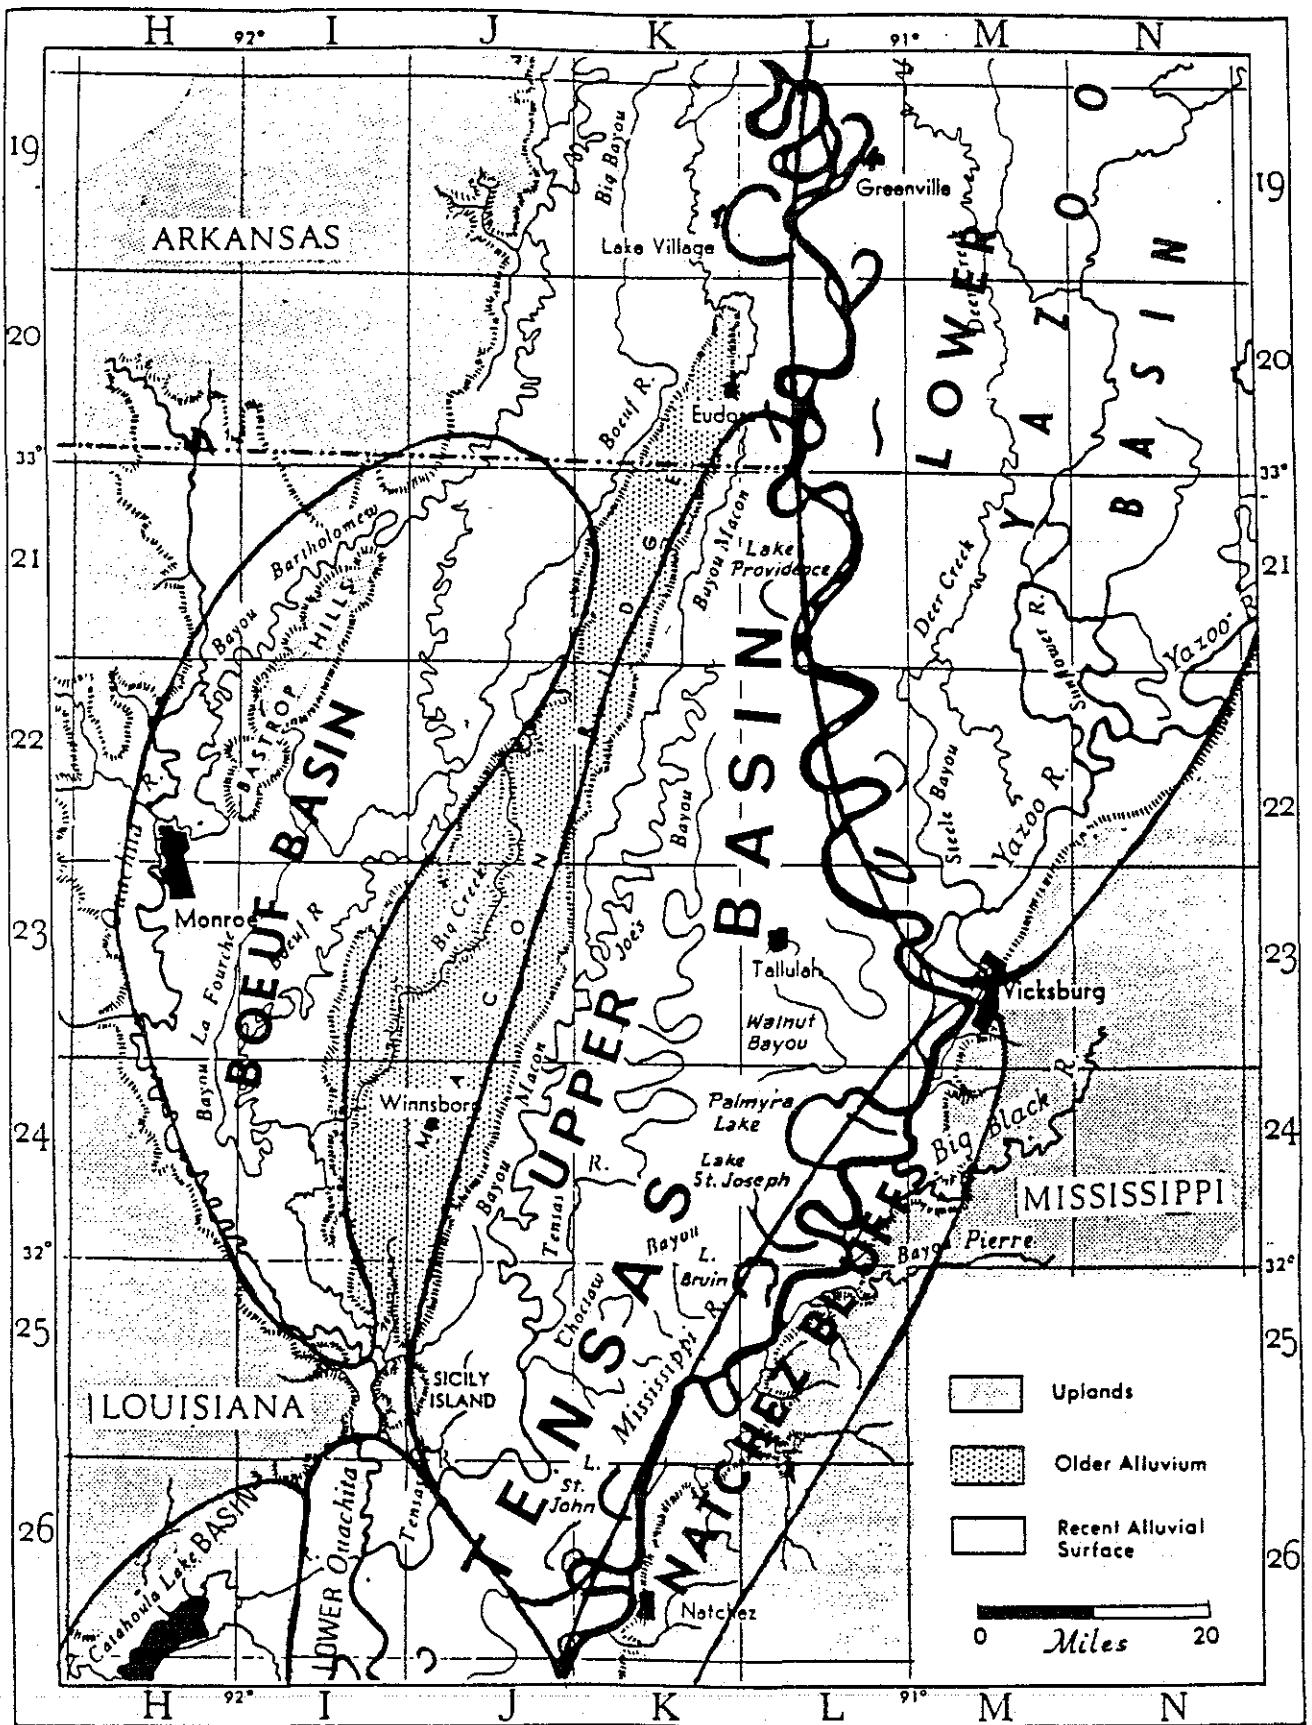 H 92° I J K L 91° M N
19
19
Big Bayou
Greenville
ARKANSAS
Lake Village
Deer Creek
LOWER
YAZOO
BASIN
20
20
Boeuf R.
Eudora
33°
33°
Bayou Bartholomew
21
21
Bayou Macon
Lake
Providence
Deer Creek
Sunflower R.
Yazoo R.
BASTROP HILLS
MACON RIDGE
22
22
BOEUF BASIN
Steele Bayou
Yazoo R.
Ouachita R.
Monroe
Big Creek
Joe's Bayou
23
23
Tallulah
Vicksburg
Bayou La Fourche
Boeuf R
Walnut
Bayou
UPPER
TENSAS
BASIN
Winnsboro
Bayou Macon
Palmyra
Lake
Big Black R.
24
24
Tensas R.
Lake
St. Joseph
MISSISSIPPI
Bayou Pierre
32°
32°
Choctaw Bayou
L.
Bruin
NATCHEZ BLUFF
25
25
SICILY
ISLAND
Mississippi R.
LOUISIANA
Uplands
Older Alluvium
L.
St.
John
Recent Alluvial
Surface
26
26
Catahoula Lake BASIN
LOWER Ouachita
Tensas
Natchez
0 Miles 20
H 92° I J K L 91° M N